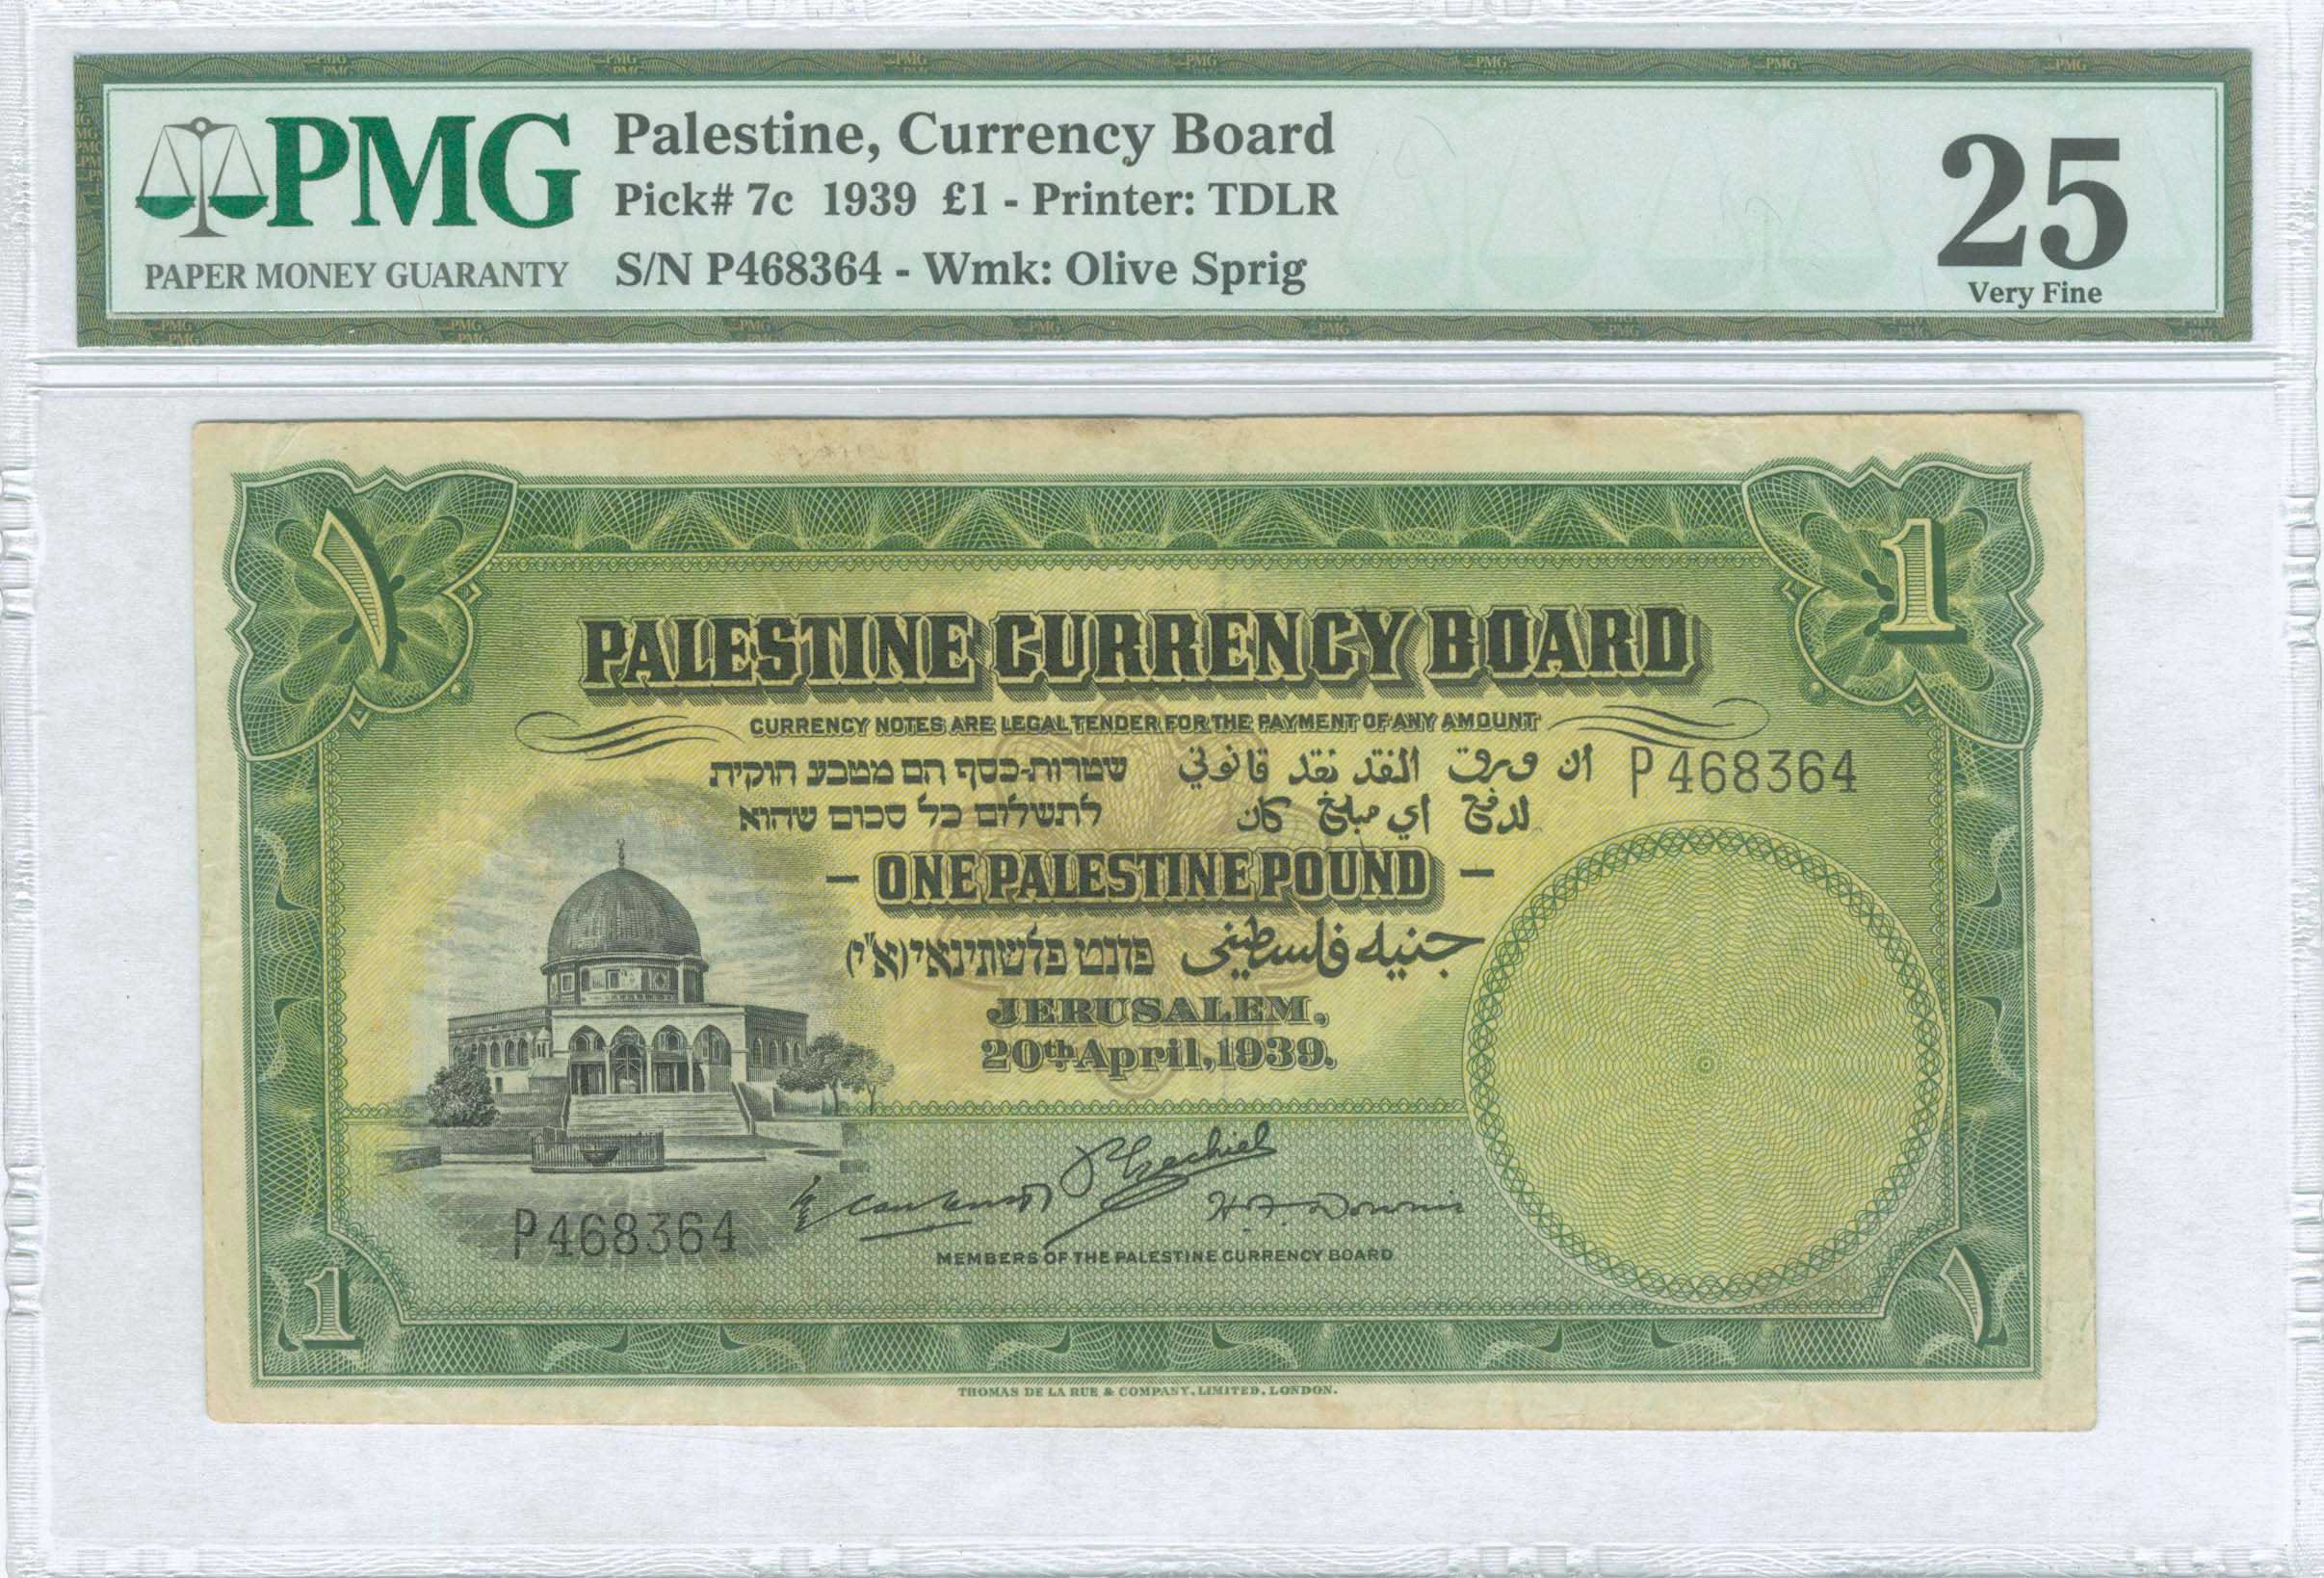 PMG
PAPER MONEY GUARANTY
Palestine, Currency Board
Pick# 7c 1939 £1 - Printer: TDLR
S/N P468364 - Wmk: Olive Sprig
25
Very Fine
١
1
PALESTINE CURRENCY BOARD
CURRENCY NOTES ARE LEGAL TENDER FOR THE PAYMENT OF ANY AMOUNT
ان ورق النقد نقد قانوني
שטרות-כסף הם מטבע חוקית
P468364
لدفع اي مبلغ كان
לתשלום כל סכום שהוא
- ONE PALESTINE POUND -
جنيه فلسطيني
פונט פלשתינאי(א"י)
JERUSALEM.
20th April, 1939.
P468364
MEMBERS OF THE PALESTINE CURRENCY BOARD
1
١
THOMAS DE LA RUE & COMPANY, LIMITED, LONDON.